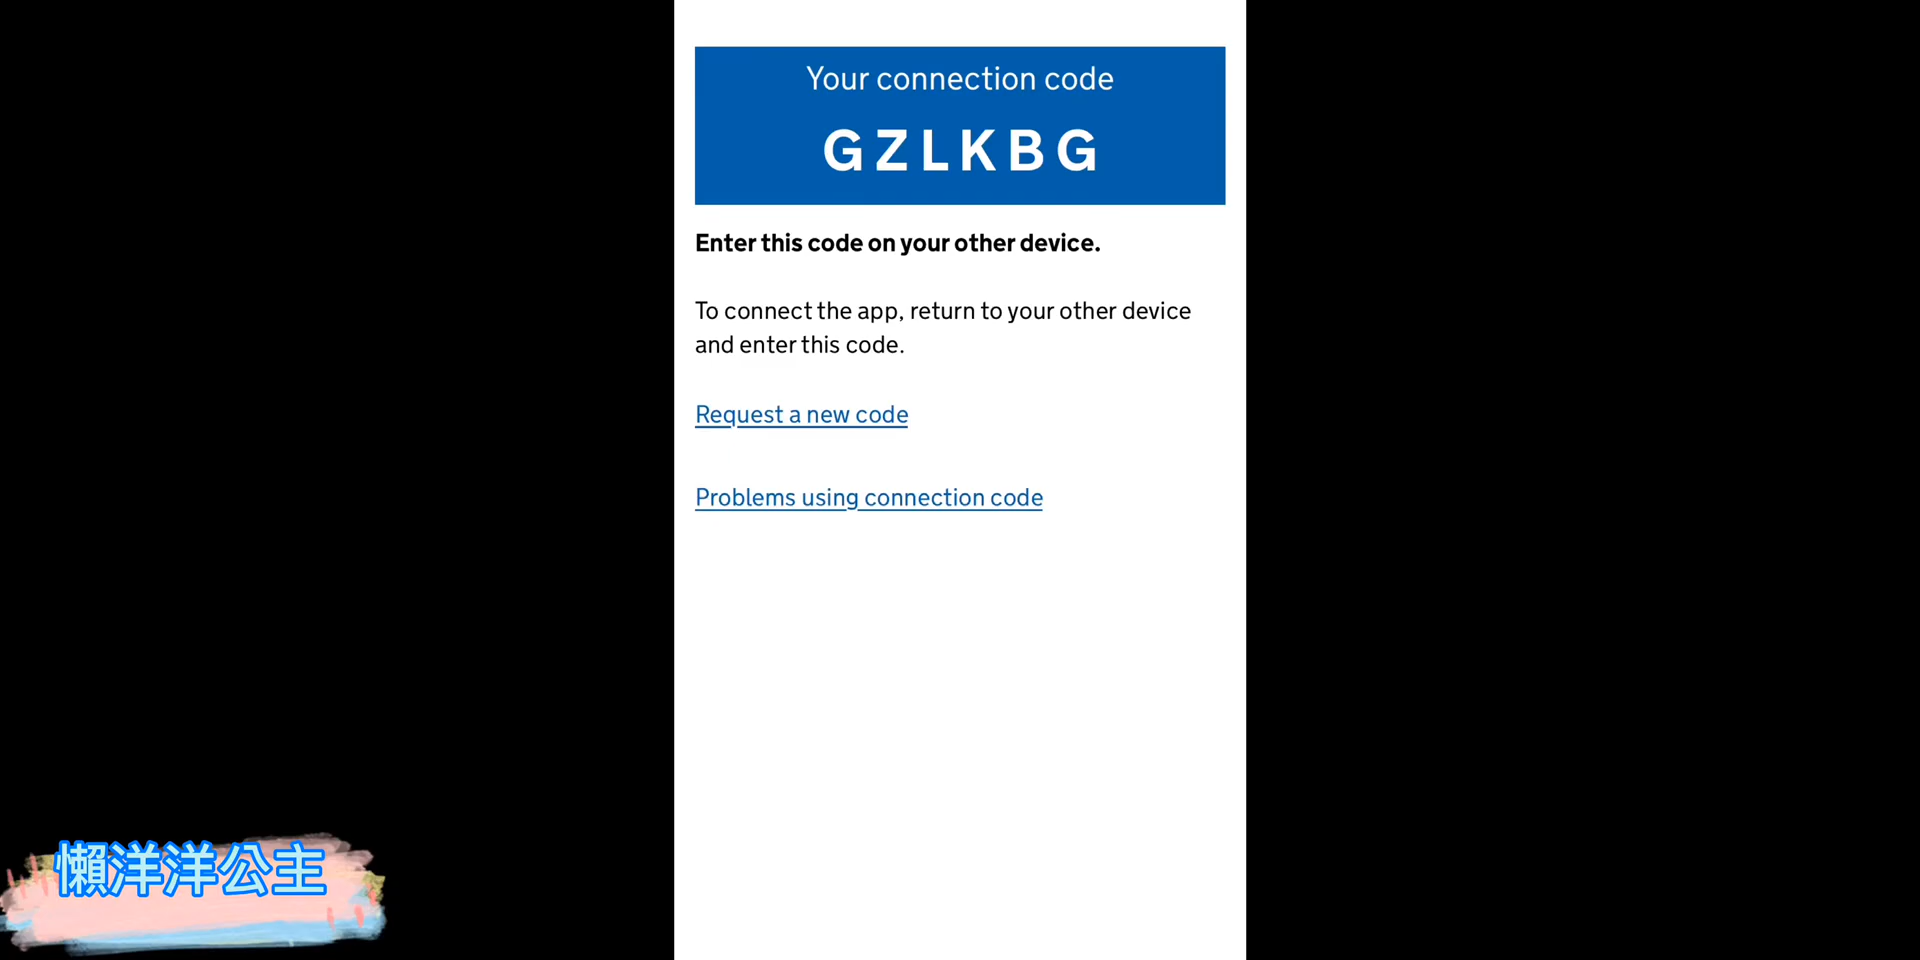 Your connection code
GZLKBG
Enter this code on your other device.
To connect the app, return to your other device
and enter this code.
Request a new code
Problems using connection code
懶洋洋公主